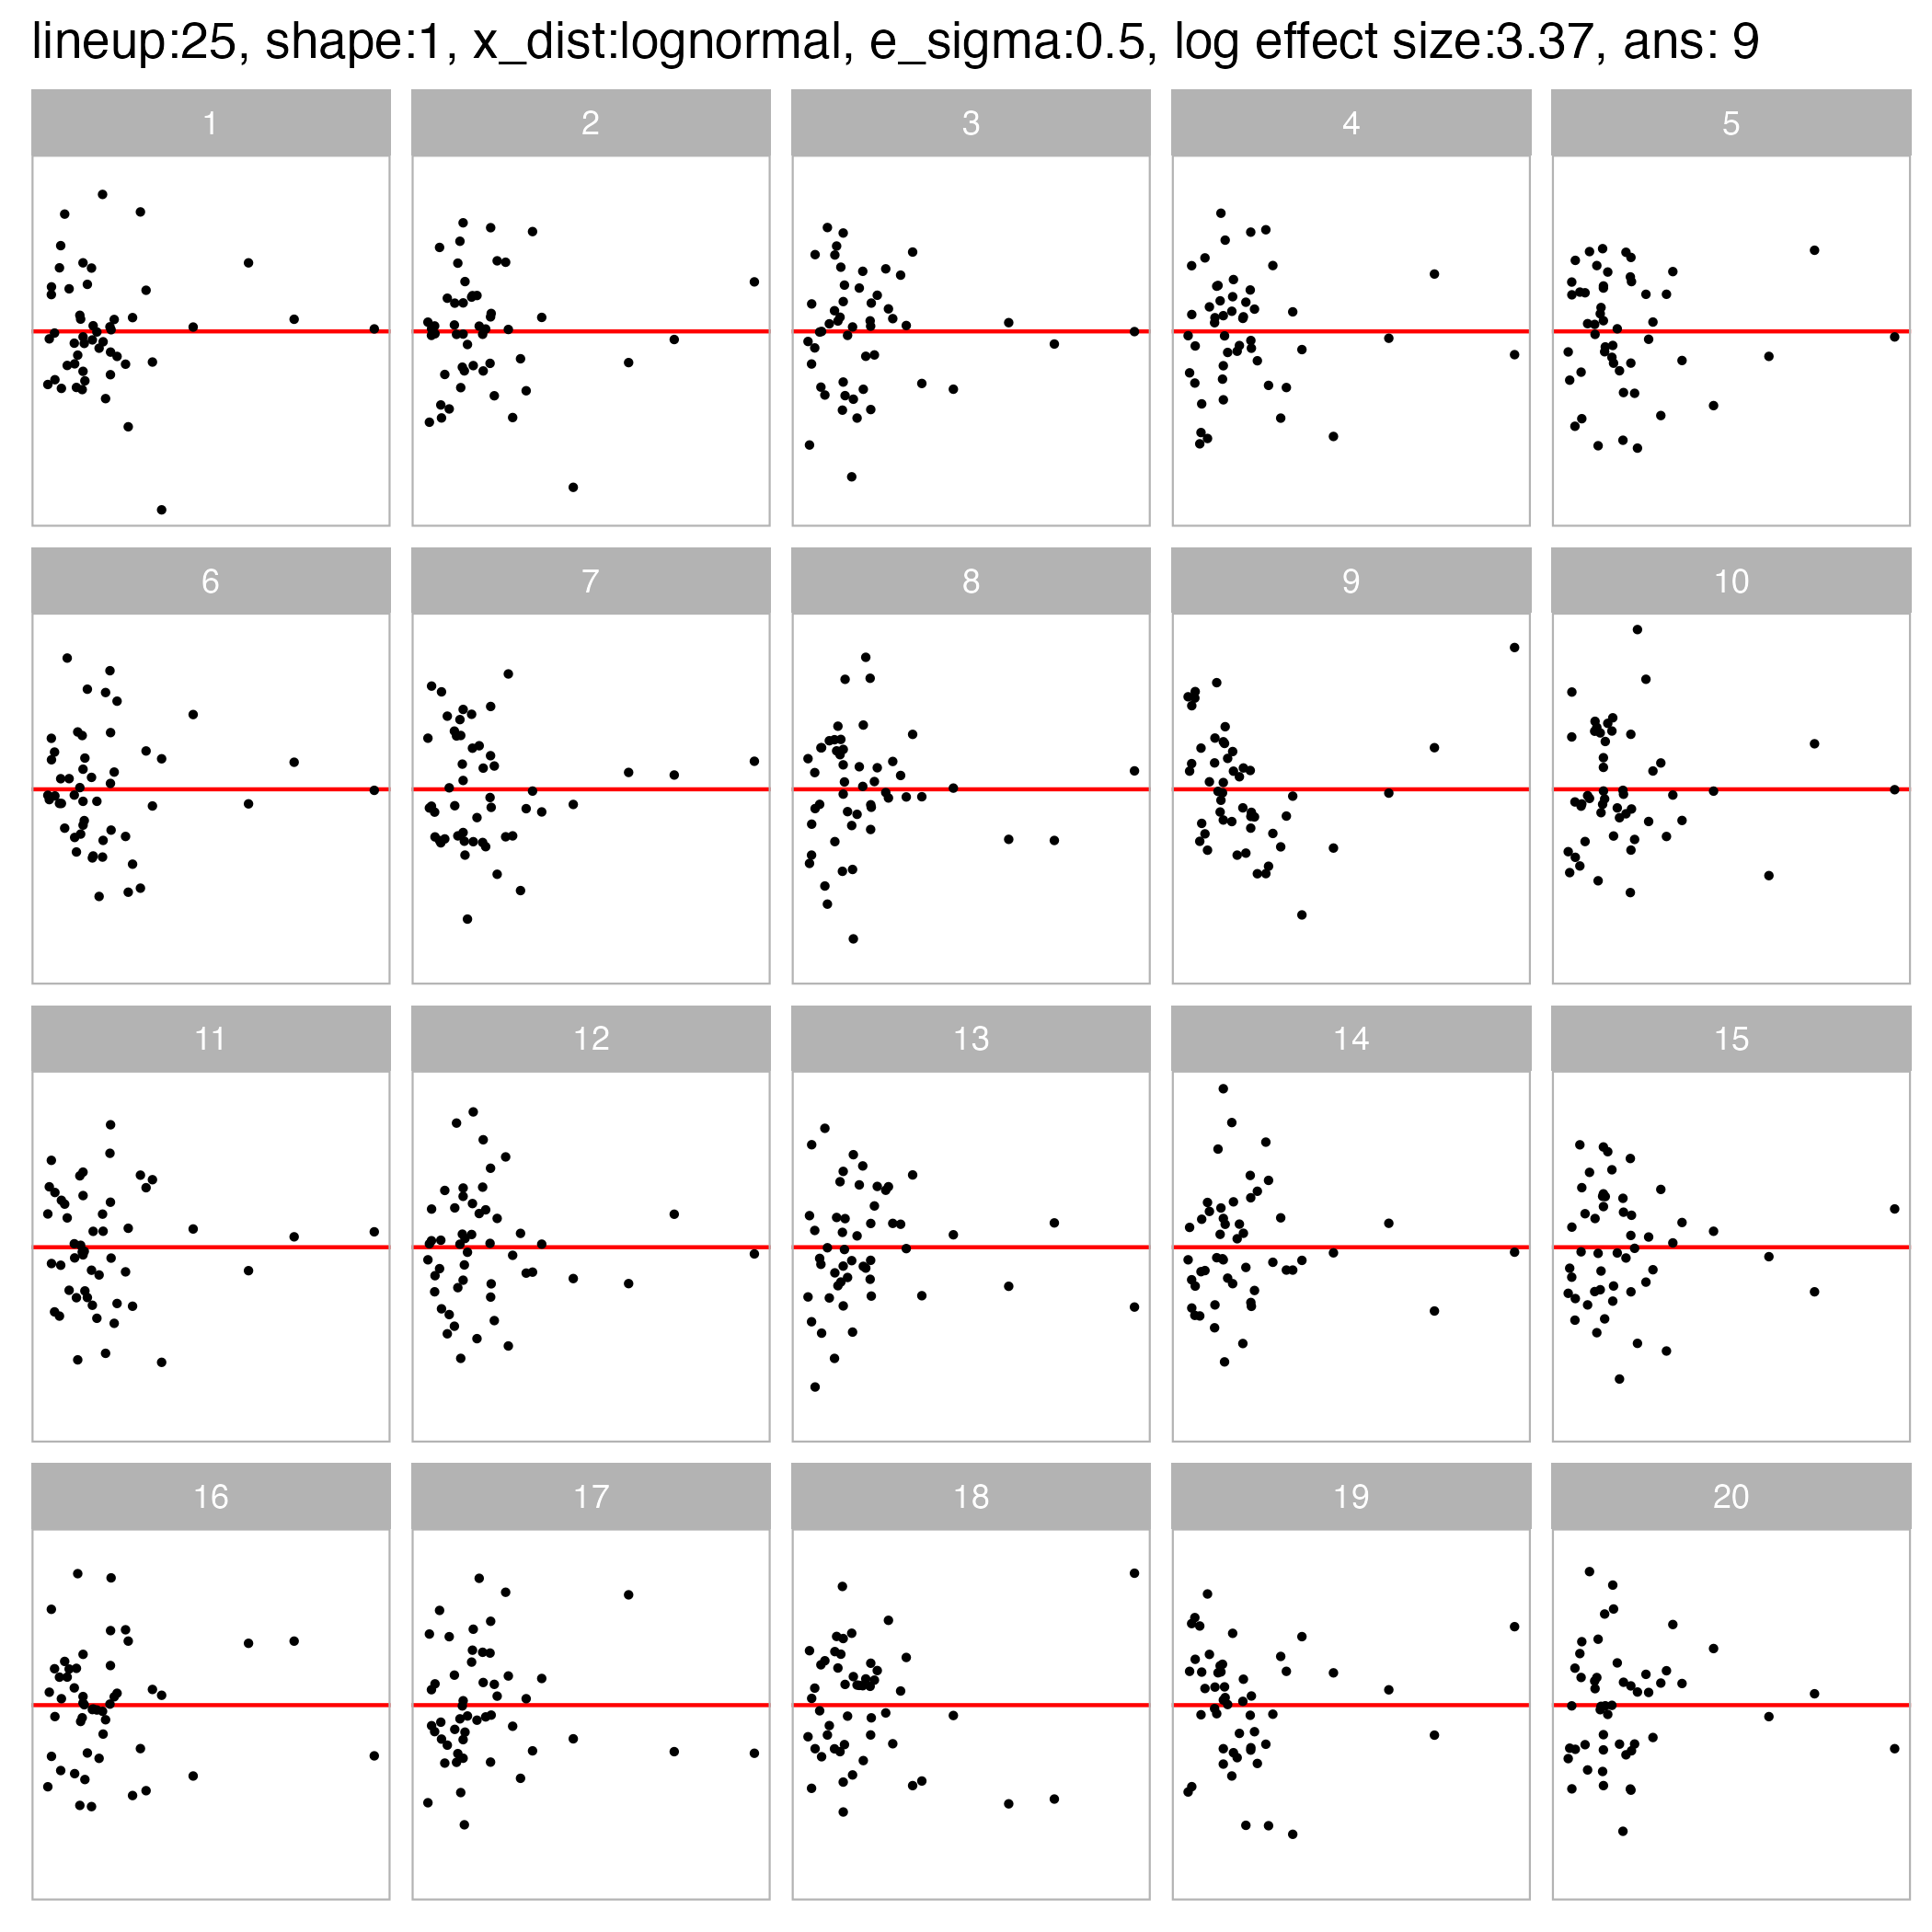 lineup:25, shape:1, x_dist:lognormal, e_sigma:0.5, log effect size:3.37, ans: 9
1 2 3 4 5
6 7 8 9 10
11 12 13 14 15
16 17 18 19 20